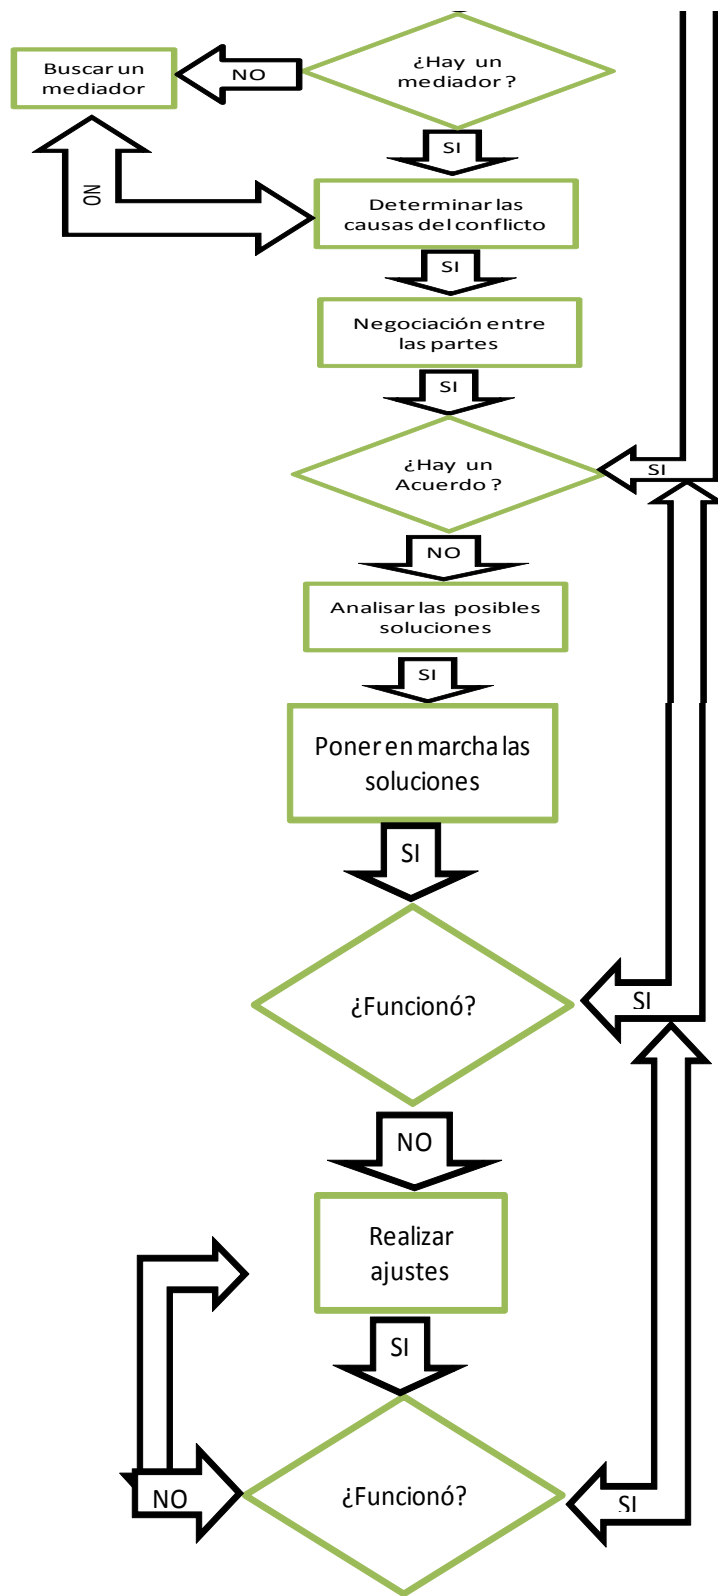 ¿Hay un
mediador ?
NO
Buscar un
mediador
SI
NO
Determinar las
causas del conflicto
SI
Negociación entre
las partes
SI
¿Hay un
Acuerdo ?
SI
NO
Analisar las posibles
soluciones
SI
Poner en marcha las
soluciones
SI
¿Funcionó?
SI
NO
Realizar
ajustes
SI
¿Funcionó?
NO
SI